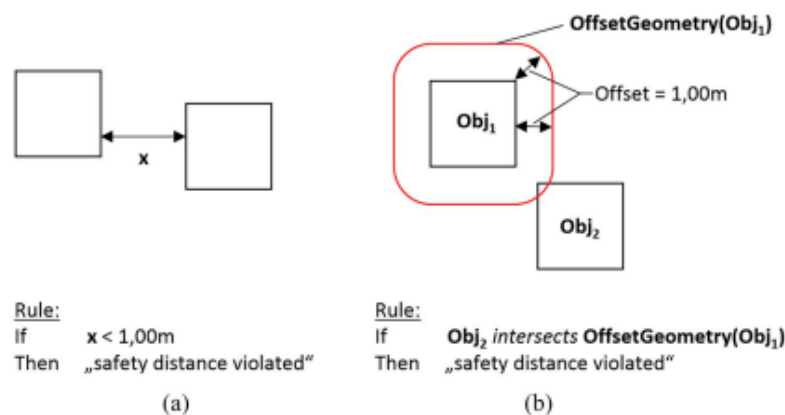 OffsetGeometry(Obj₁)
Offset = 1,00m
x
Obj₁
Obj₂
Rule:
If x < 1,00m
Then „safety distance violated“
(a)
Rule:
If Obj₂ intersects OffsetGeometry(Obj₁)
Then „safety distance violated“
(b)